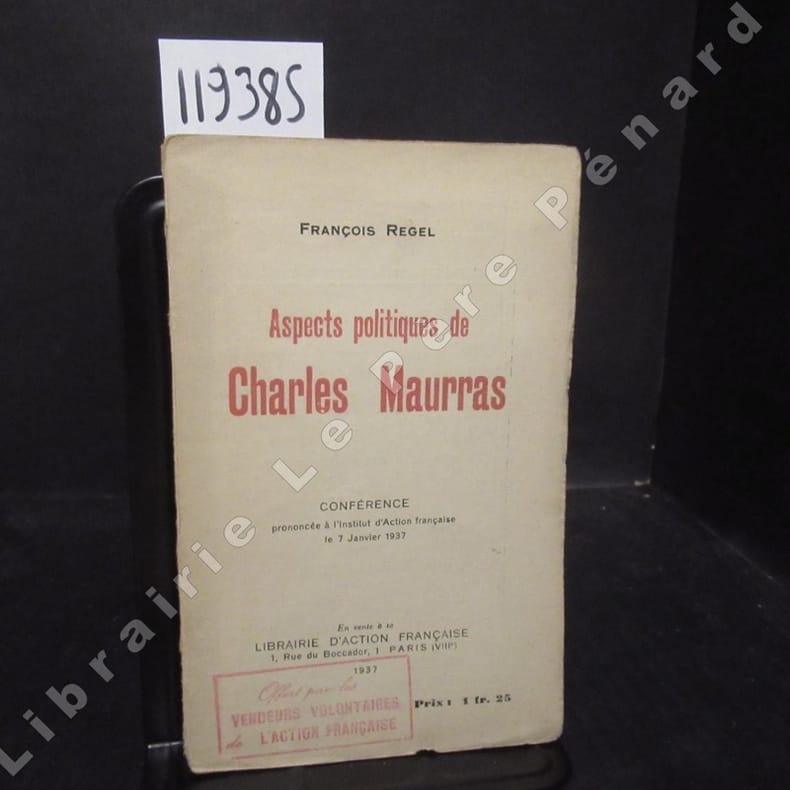 119385
FRANÇOIS REGEL
Aspects politiques de
Charles Maurras
CONFÉRENCE
prononcée à l'Institut d'Action française
le 7 Janvier 1937
En vente à la
LIBRAIRIE D'ACTION FRANÇAISE
1, Rue du Boccador, 1 PARIS (VIIIe)
1937
Prix : 1 fr. 25
Offert par les
VENDEURS VOLONTAIRES
de L'ACTION FRANÇAISE
Librairie Le Père Pénard